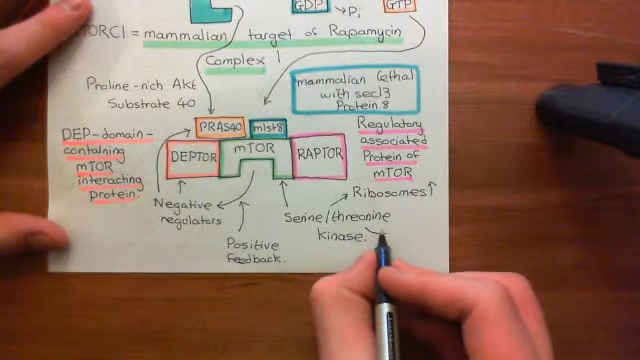 GDP → Pi
GTP
MTORC1 = mammalian target of Rapamycin
Complex 1
Proline-rich Akt
Substrate 40
mammalian lethal
with sec13
Protein 8
PRAS40
mlst8
DEPTOR
mTOR
RAPTOR
DEP-domain-
containing
mTOR
interacting
protein.
Regulatory
associated
Protein of
mTOR
Negative
regulators
Positive
feedback.
Serine/threonine
kinase.
Ribosomes↑